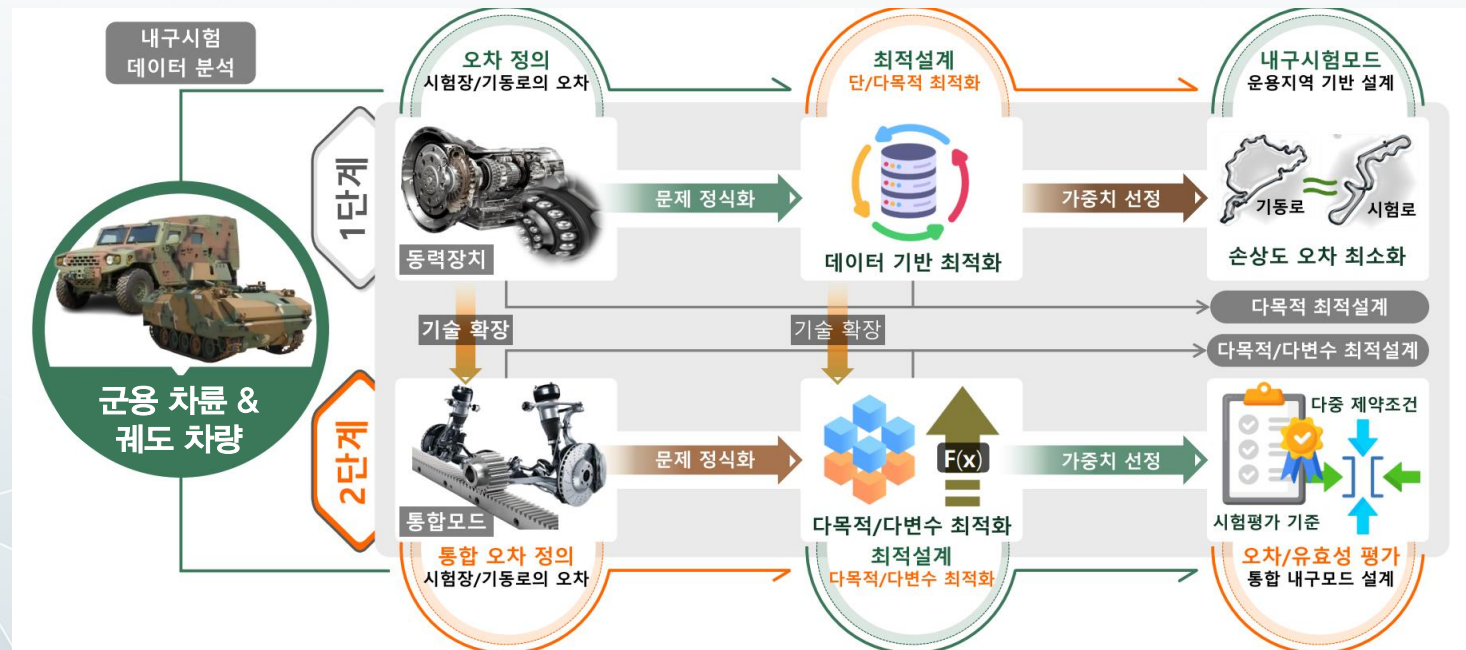 내구시험
데이터 분석
오차 정의
시험장/기동로의 오차
최적설계
단/다목적 최적화
내구시험모드
운용지역 기반 설계
1단계
동력장치
문제 정식화
데이터 기반 최적화
가중치 선정
기동로
시험로
손상도 오차 최소화
기술 확장
기술 확장
다목적 최적설계
다목적/다변수 최적설계
군용 차륜 &
궤도 차량
2단계
통합모드
문제 정식화
F(x)
다목적/다변수 최적화
가중치 선정
다중 제약조건
시험평가 기준
통합 오차 정의
시험장/기동로의 오차
최적설계
다목적/다변수 최적화
오차/유효성 평가
통합 내구모드 설계